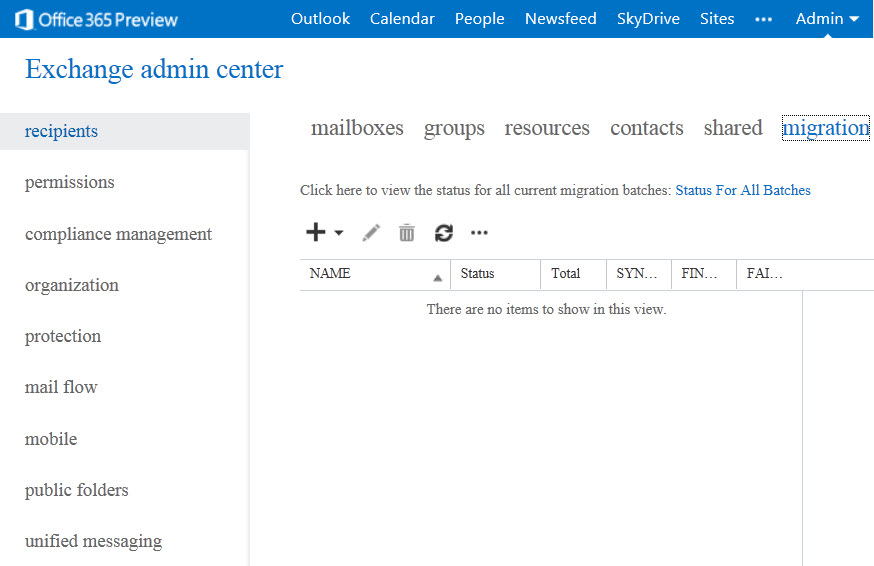 Office 365 Preview Outlook Calendar People Newsfeed SkyDrive Sites ••• Admin
Exchange admin center
recipients
permissions
compliance management
organization
protection
mail flow
mobile
public folders
unified messaging
mailboxes groups resources contacts shared migration
Click here to view the status for all current migration batches: Status For All Batches
NAME Status Total SYN... FIN... FAI...
There are no items to show in this view.